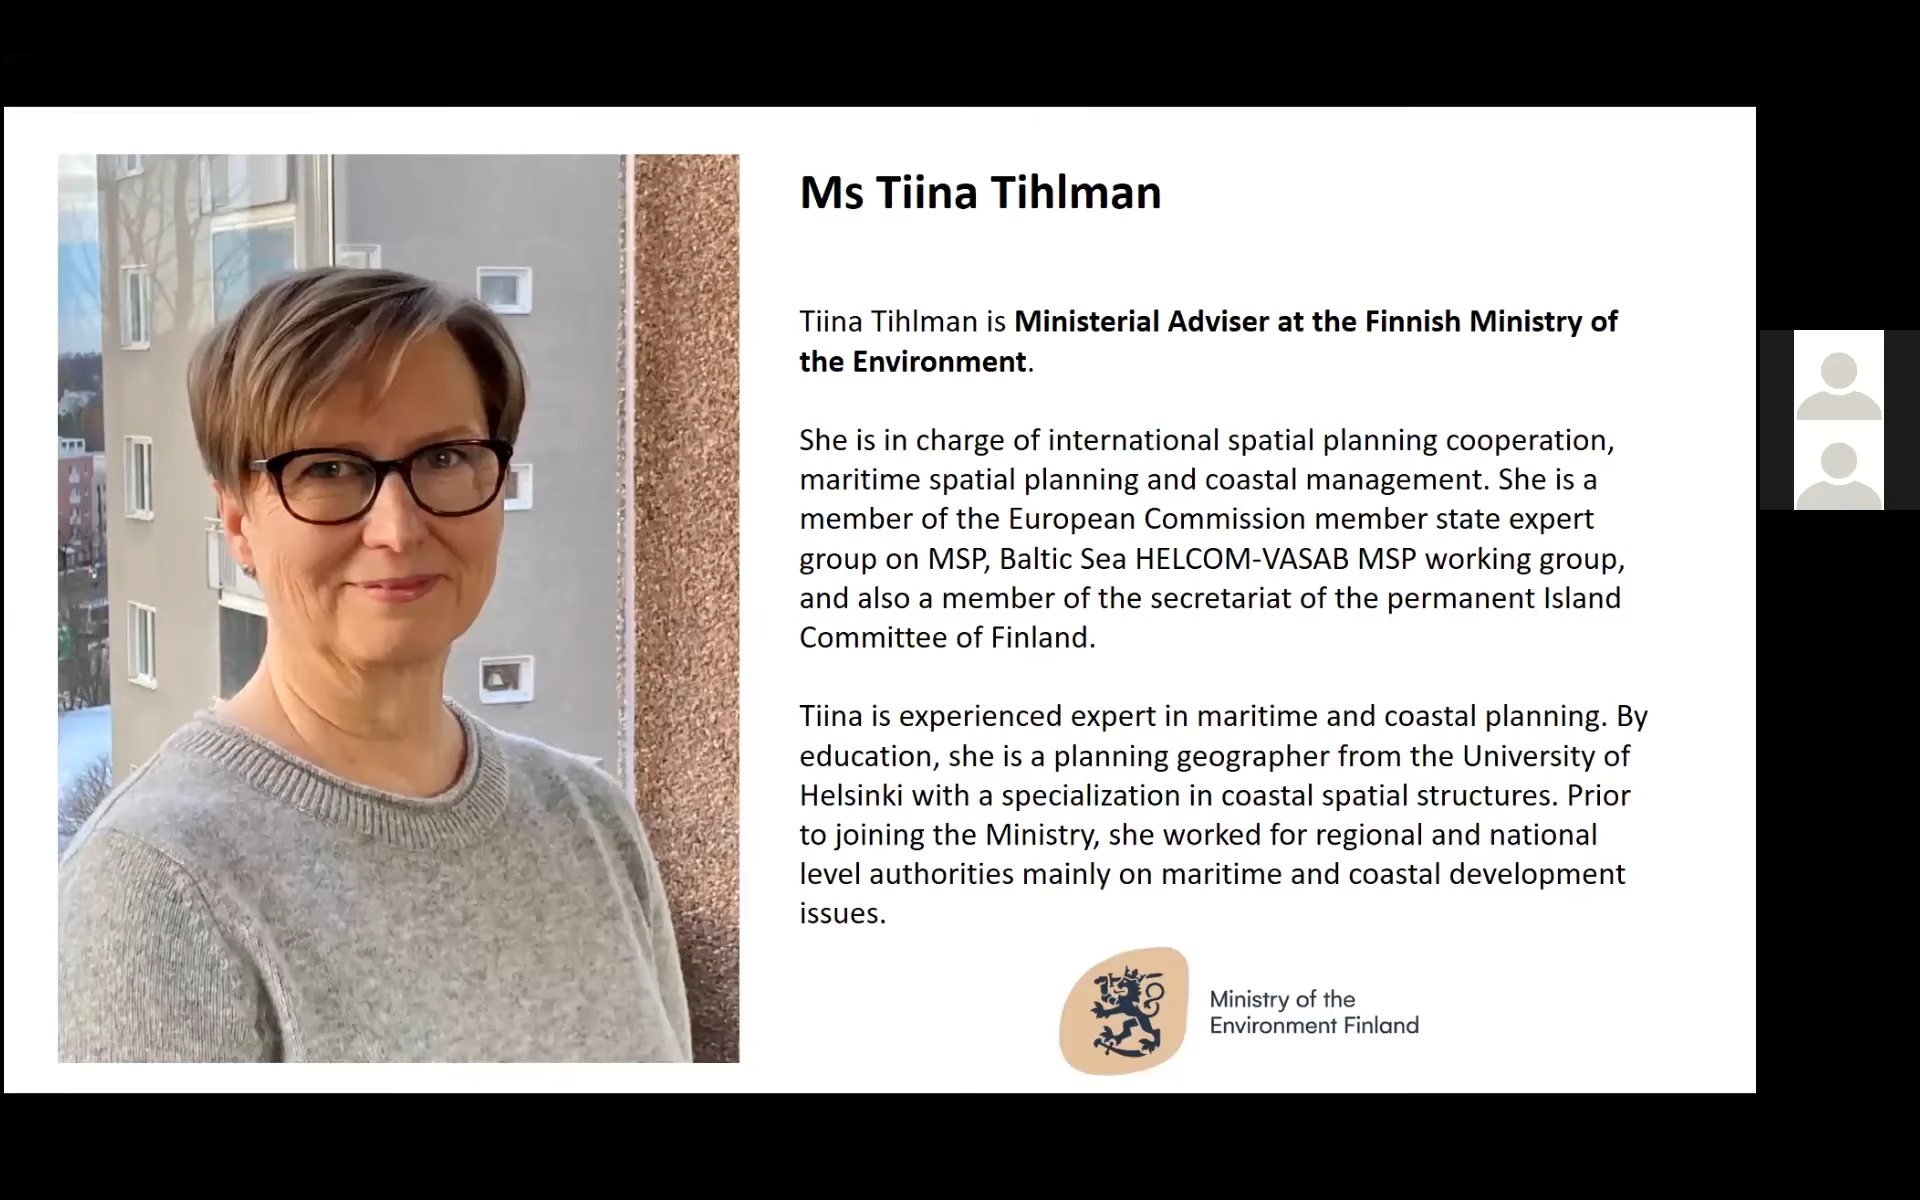 Ms Tiina Tihlman
Tiina Tihlman is Ministerial Adviser at the Finnish Ministry of
the Environment.
She is in charge of international spatial planning cooperation,
maritime spatial planning and coastal management. She is a
member of the European Commission member state expert
group on MSP, Baltic Sea HELCOM-VASAB MSP working group,
and also a member of the secretariat of the permanent Island
Committee of Finland.
Tiina is experienced expert in maritime and coastal planning. By
education, she is a planning geographer from the University of
Helsinki with a specialization in coastal spatial structures. Prior
to joining the Ministry, she worked for regional and national
level authorities mainly on maritime and coastal development
issues.
Ministry of the
Environment Finland